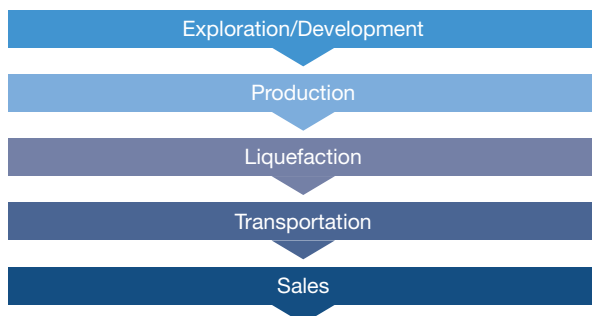 Exploration/Development
Production
Liquefaction
Transportation
Sales